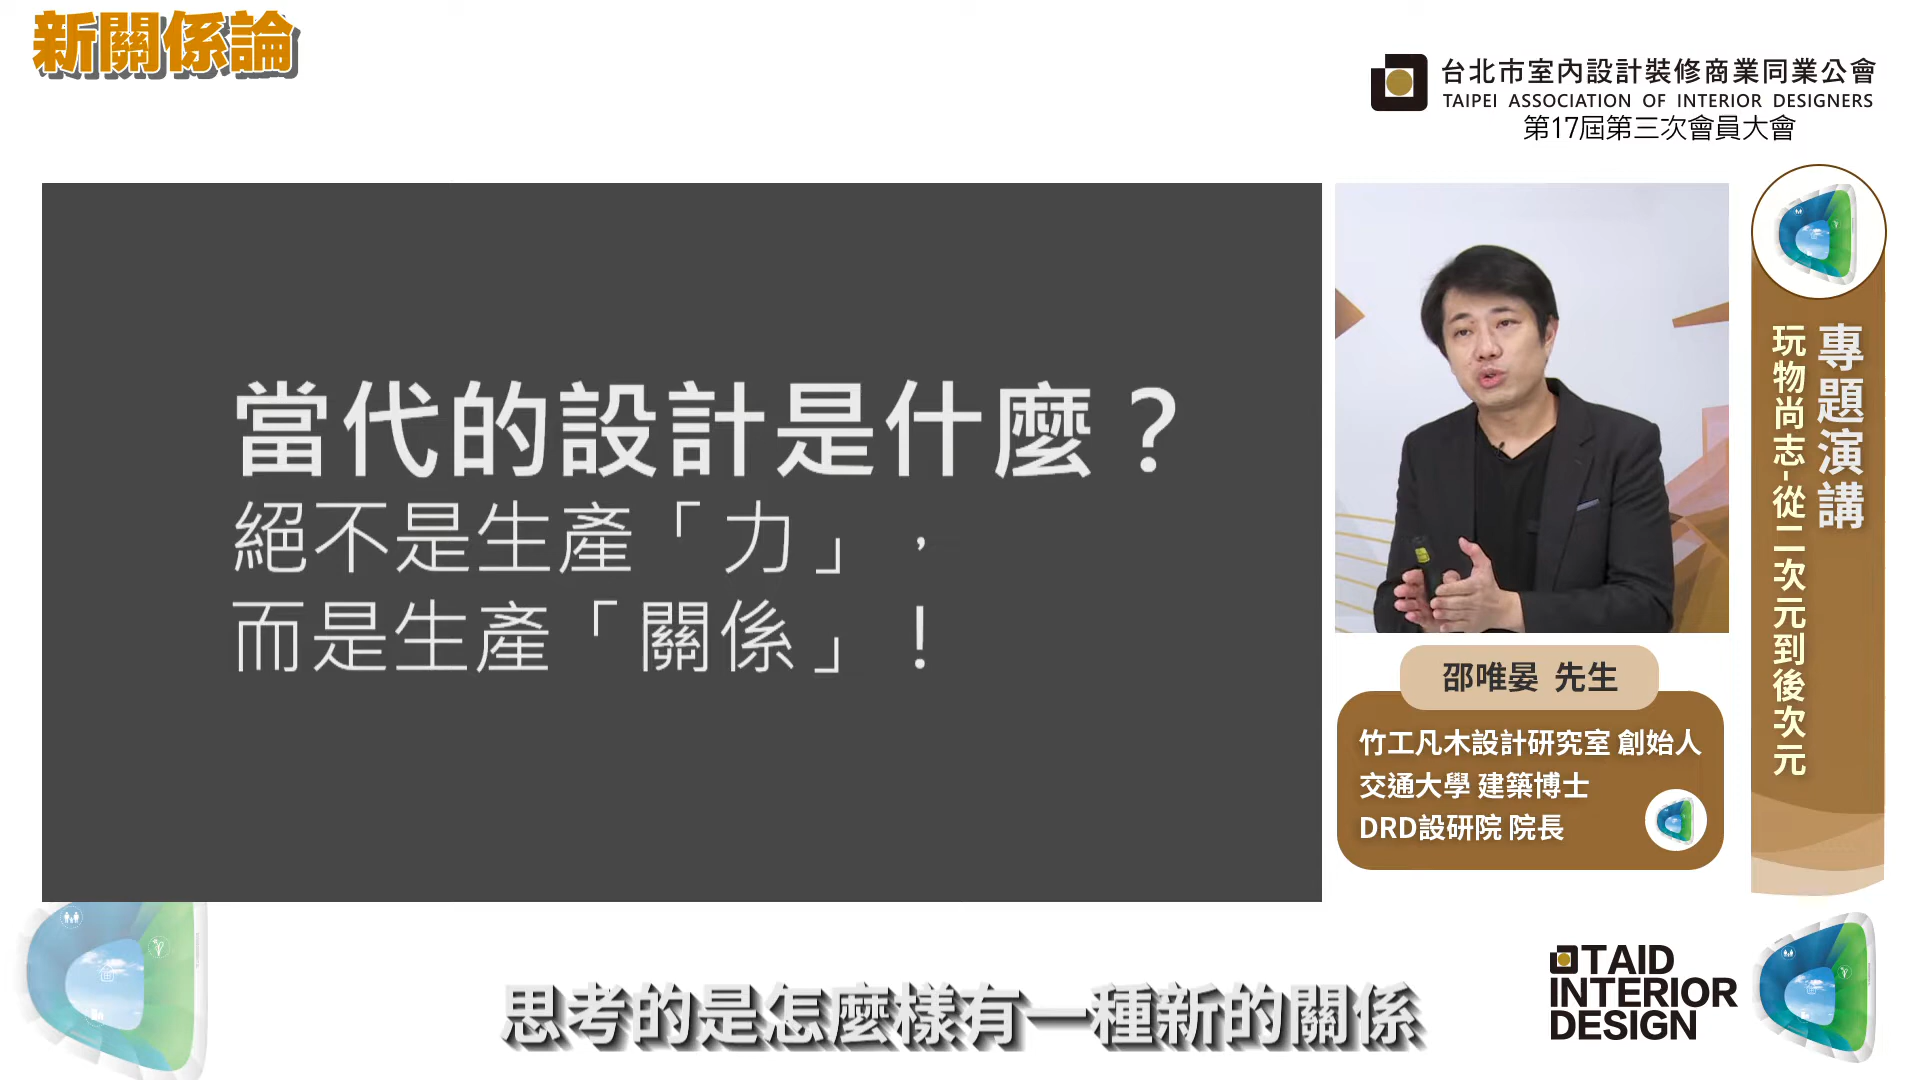 新關係論
台北市室內設計裝修商業同業公會
TAIPEI ASSOCIATION OF INTERIOR DESIGNERS
第17屆第三次會員大會
當代的設計是什麼？
絕不是生產「力」，
而是生產「關係」！
專題演講
玩物尚志-從二次元到後次元
邵唯晏 先生
竹工凡木設計研究室 創始人
交通大學 建築博士
DRD設研院 院長
思考的是怎麼樣有一種新的關係
TAID
INTERIOR
DESIGN